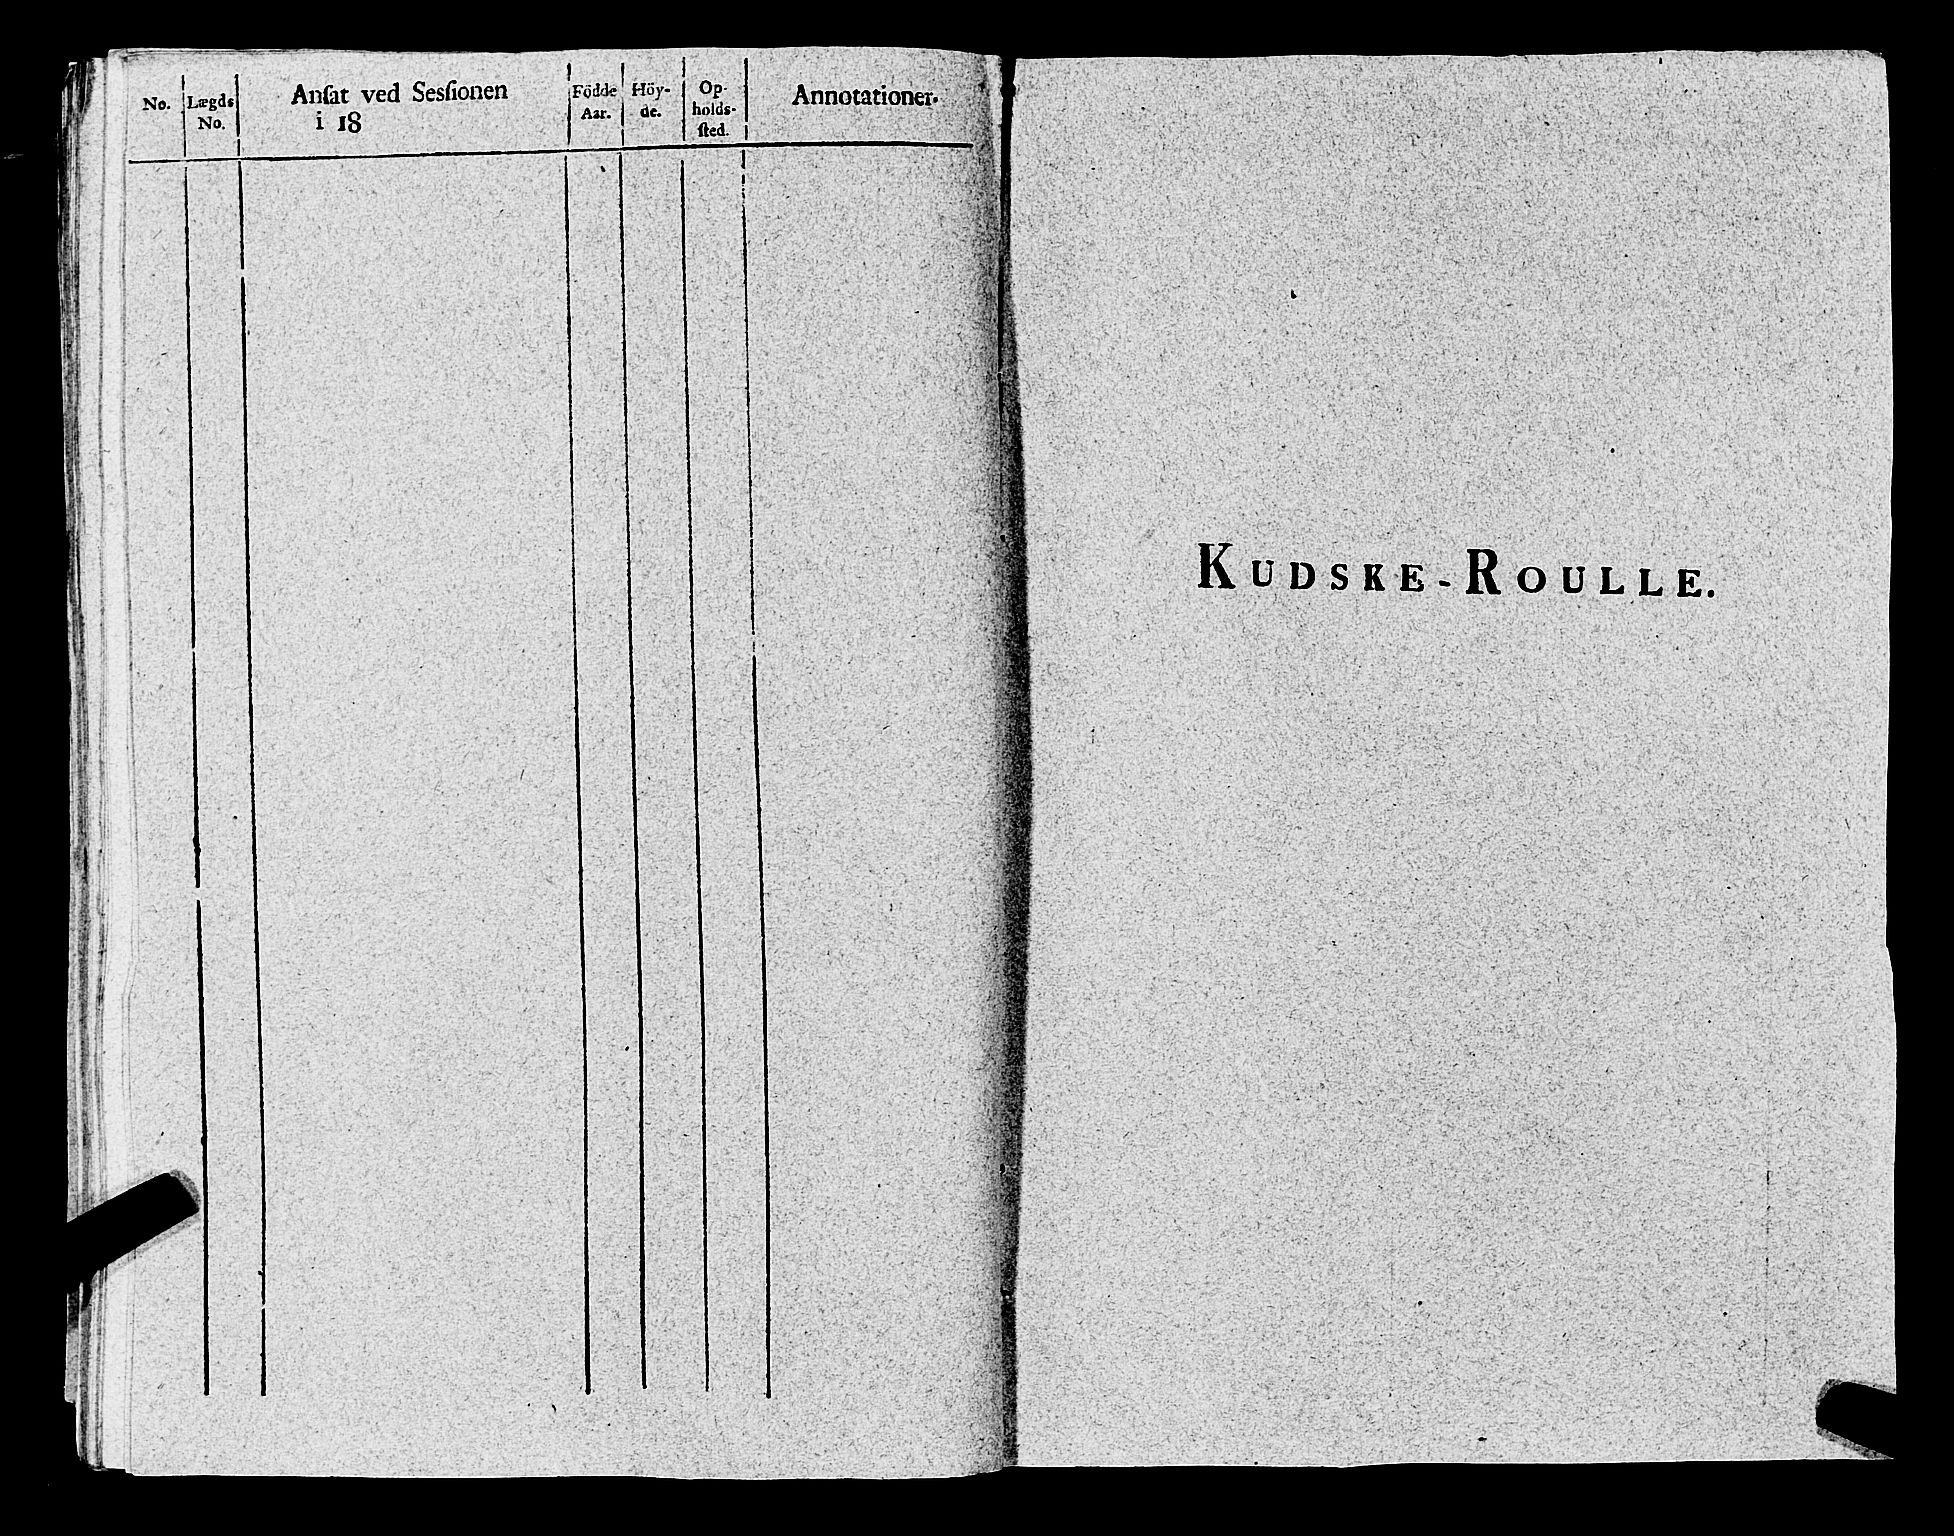 No. Lægds No. Anſat ved Sesſionen i 18 Födde Aar. Höy-de. Op-holds-ſted. Annotationer.
KUDSKE-ROULLE.